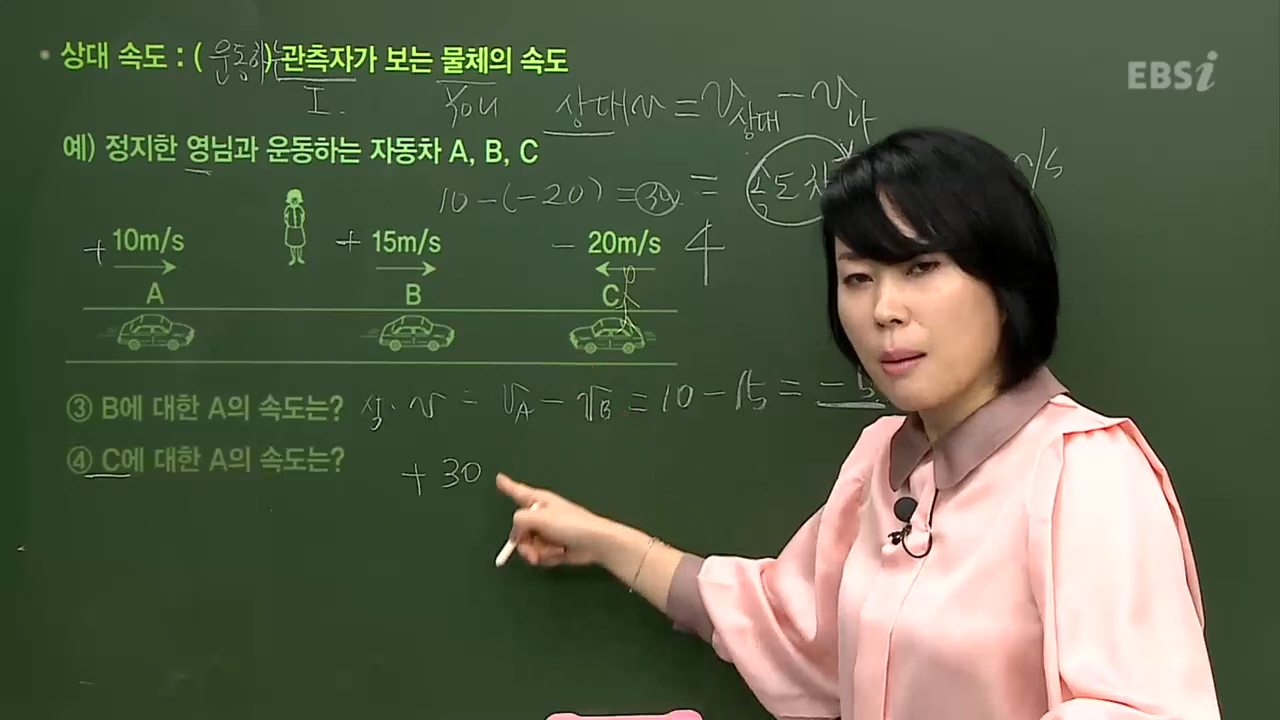 • 상대 속도 : (운동하는) 관측자가 보는 물체의 속도
EBSi
I. you 상대v = v상대 - v나
예) 정지한 영님과 운동하는 자동차 A, B, C
10-(-20) = 30 = 속도차
+ 10m/s + 15m/s - 20m/s 4
A B C
③ B에 대한 A의 속도는? 상. v = vA - vB = 10 - 15 = -5
④ C에 대한 A의 속도는? + 30